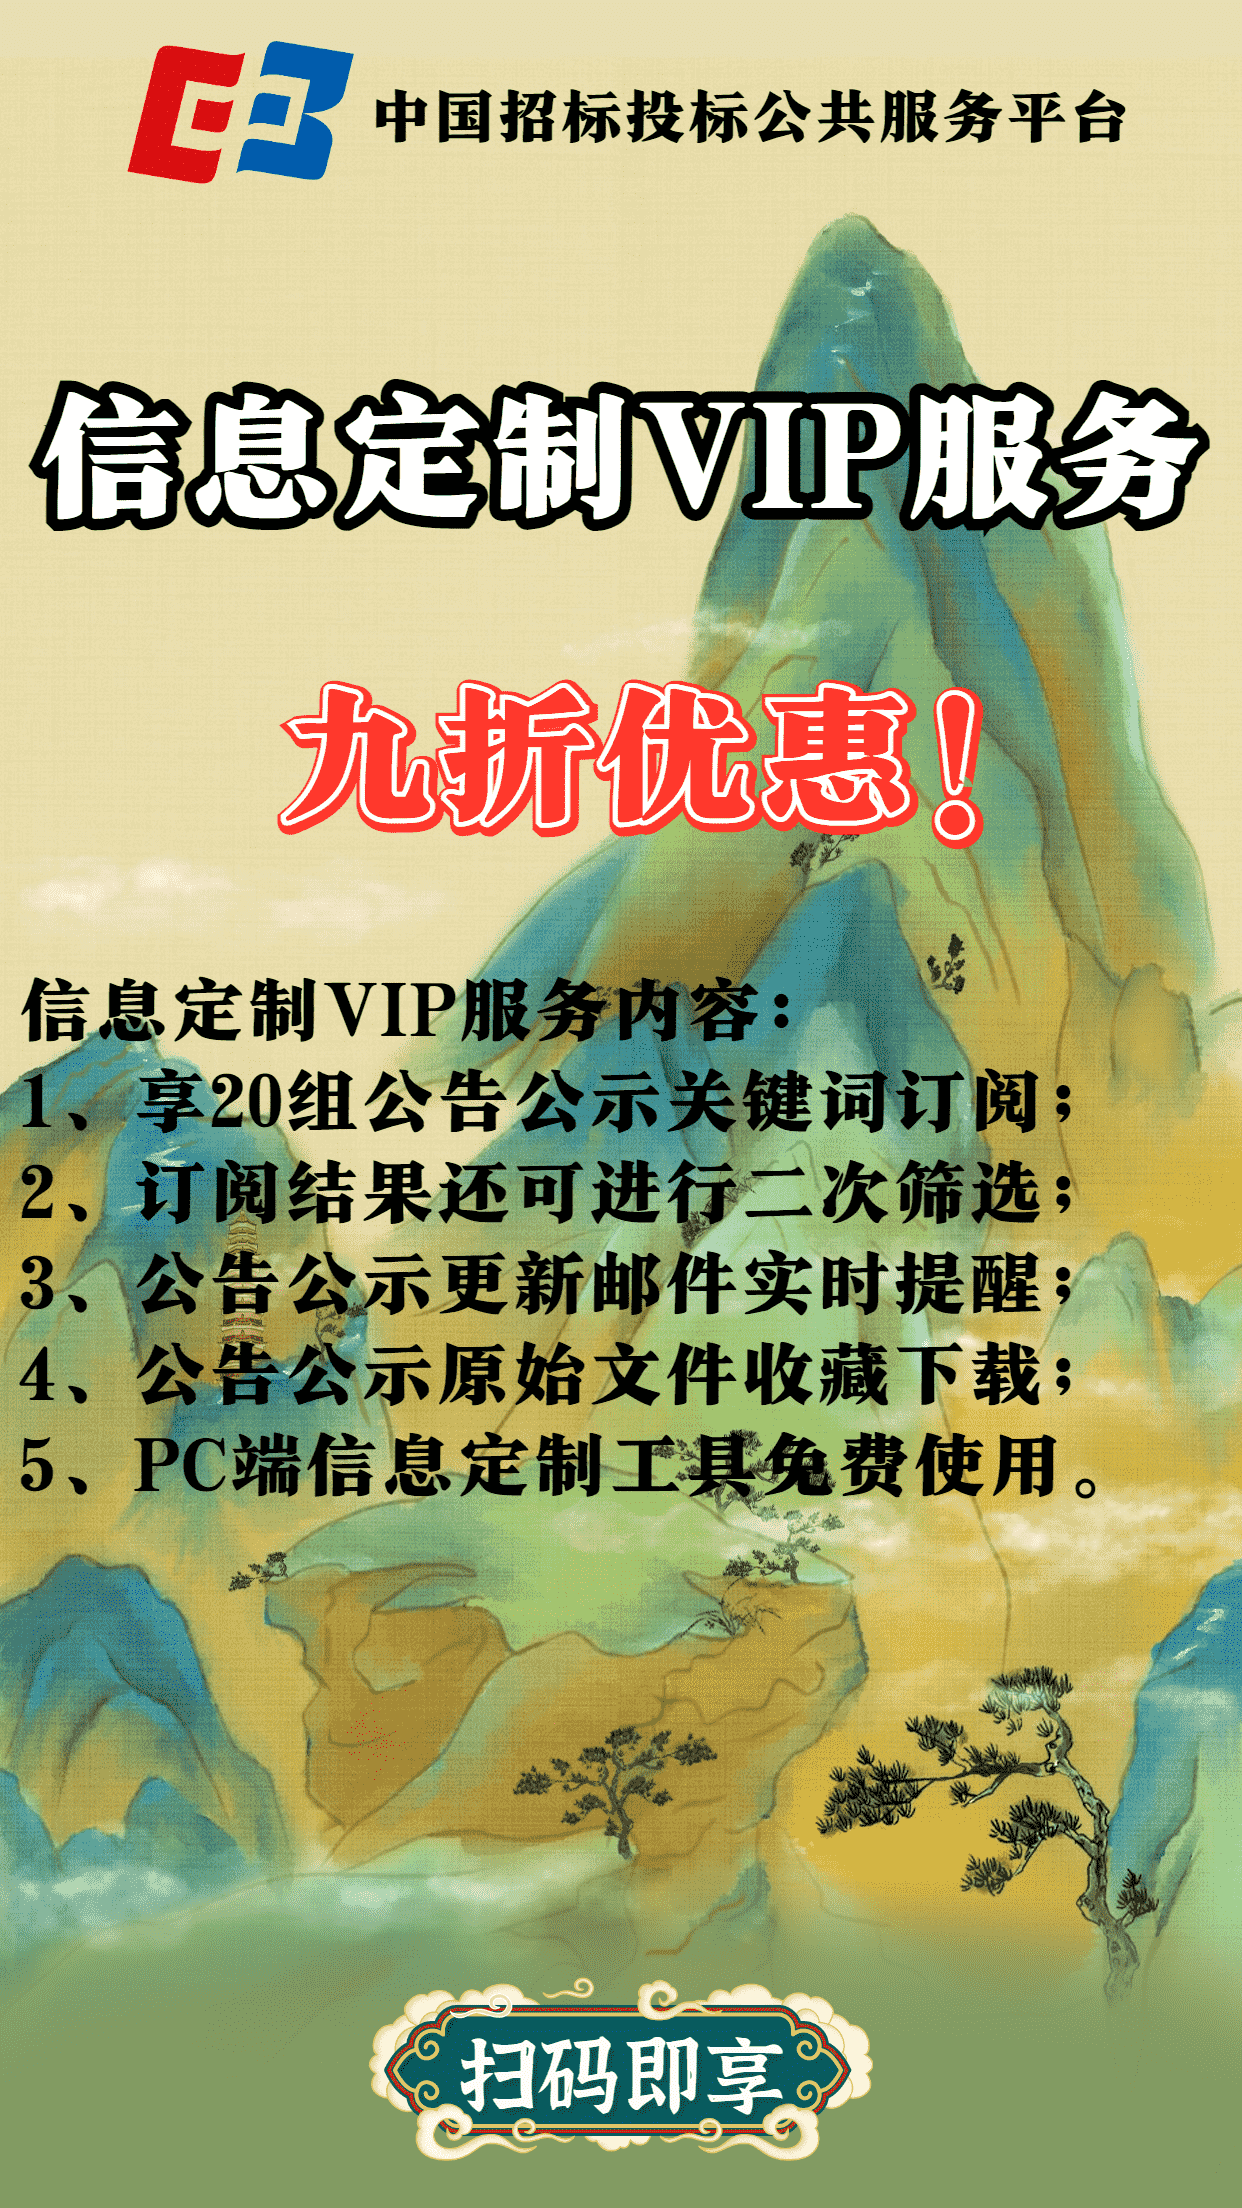 中国招标投标公共服务平台
信息定制VIP服务
九折优惠！
信息定制VIP服务内容：
1、享20组公告公示关键词订阅；
2、订阅结果还可进行二次筛选；
3、公告公示更新邮件实时提醒；
4、公告公示原始文件收藏下载；
5、PC端信息定制工具免费使用。
扫码即享